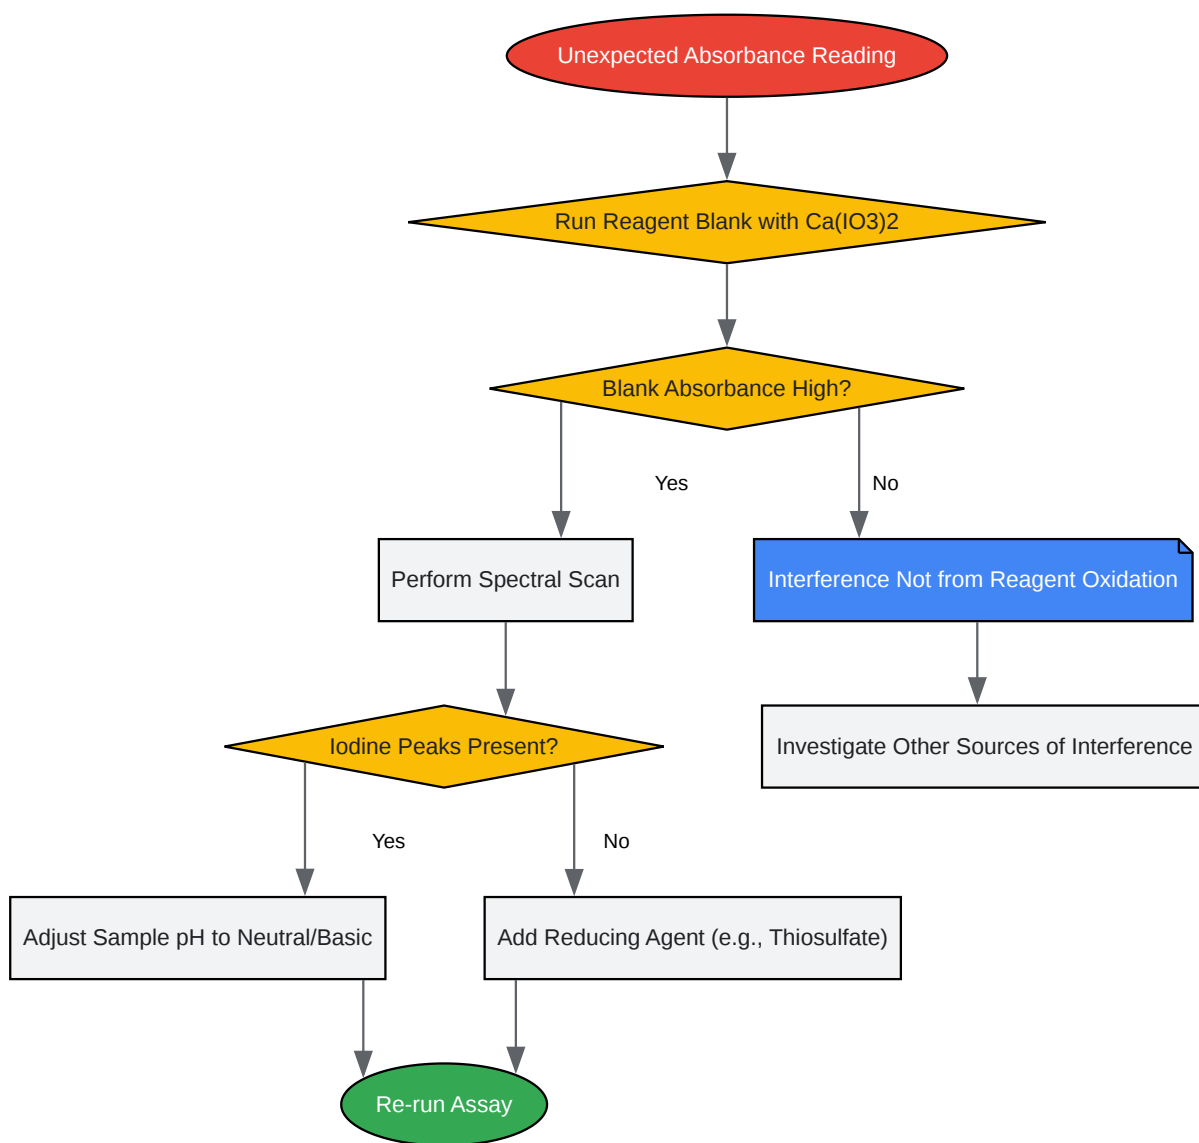 Unexpected Absorbance Reading
Run Reagent Blank with Ca(IO3)2
Blank Absorbance High?
Yes
No
Perform Spectral Scan
Interference Not from Reagent Oxidation
Iodine Peaks Present?
Investigate Other Sources of Interference
Yes
No
Adjust Sample pH to Neutral/Basic
Add Reducing Agent (e.g., Thiosulfate)
Re-run Assay